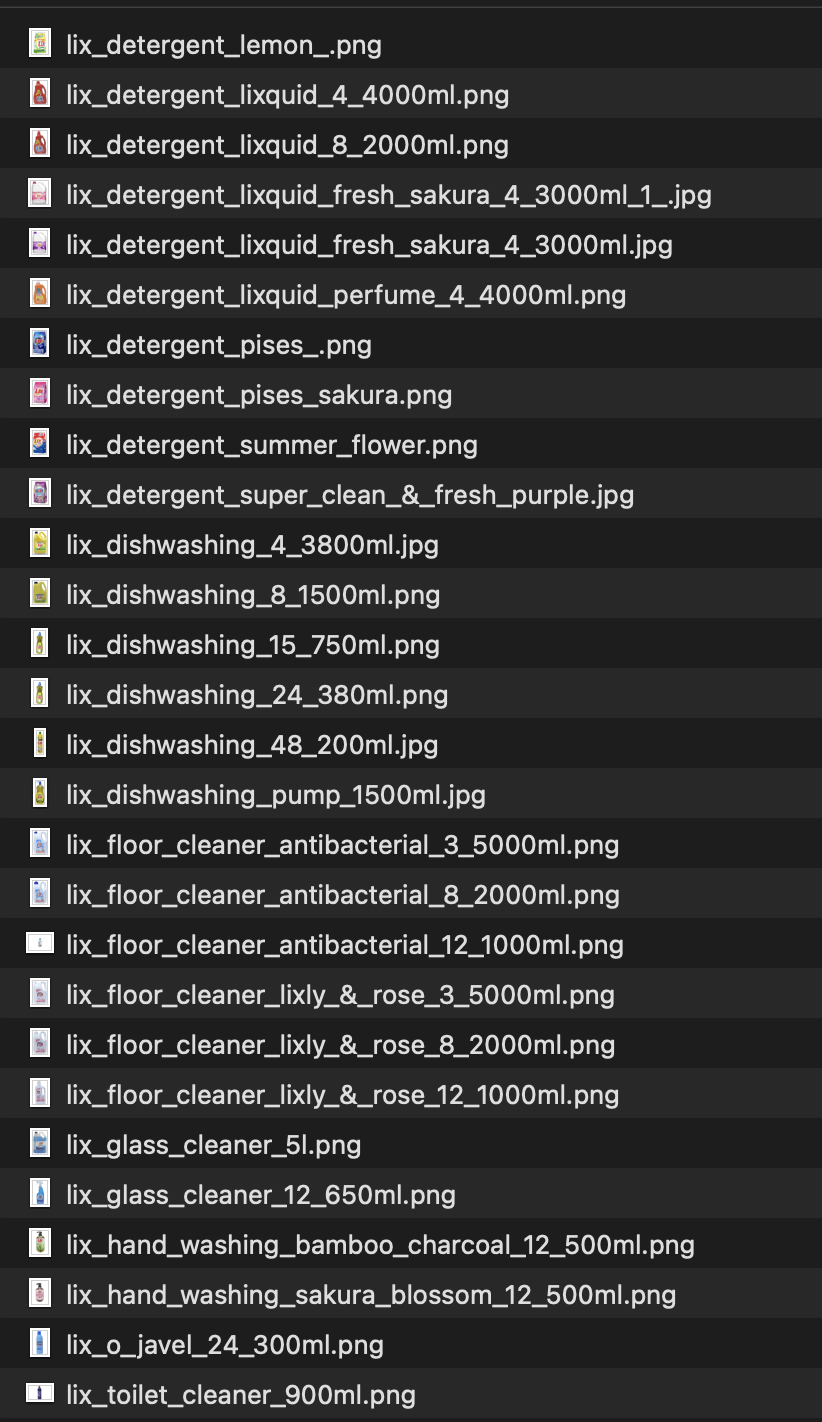 lix_detergent_lemon_.png
lix_detergent_lixquid_4_4000ml.png
lix_detergent_lixquid_8_2000ml.png
lix_detergent_lixquid_fresh_sakura_4_3000ml_1_.jpg
lix_detergent_lixquid_fresh_sakura_4_3000ml.jpg
lix_detergent_lixquid_perfume_4_4000ml.png
lix_detergent_pises_.png
lix_detergent_pises_sakura.png
lix_detergent_summer_flower.png
lix_detergent_super_clean_&_fresh_purple.jpg
lix_dishwashing_4_3800ml.jpg
lix_dishwashing_8_1500ml.png
lix_dishwashing_15_750ml.png
lix_dishwashing_24_380ml.png
lix_dishwashing_48_200ml.jpg
lix_dishwashing_pump_1500ml.jpg
lix_floor_cleaner_antibacterial_3_5000ml.png
lix_floor_cleaner_antibacterial_8_2000ml.png
lix_floor_cleaner_antibacterial_12_1000ml.png
lix_floor_cleaner_lixly_&_rose_3_5000ml.png
lix_floor_cleaner_lixly_&_rose_8_2000ml.png
lix_floor_cleaner_lixly_&_rose_12_1000ml.png
lix_glass_cleaner_5l.png
lix_glass_cleaner_12_650ml.png
lix_hand_washing_bamboo_charcoal_12_500ml.png
lix_hand_washing_sakura_blossom_12_500ml.png
lix_o_javel_24_300ml.png
lix_toilet_cleaner_900ml.png